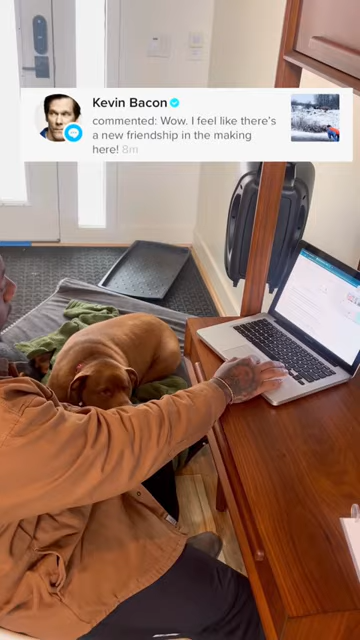 Kevin Bacon
commented: Wow. I feel like there's
a new friendship in the making
here! 8m